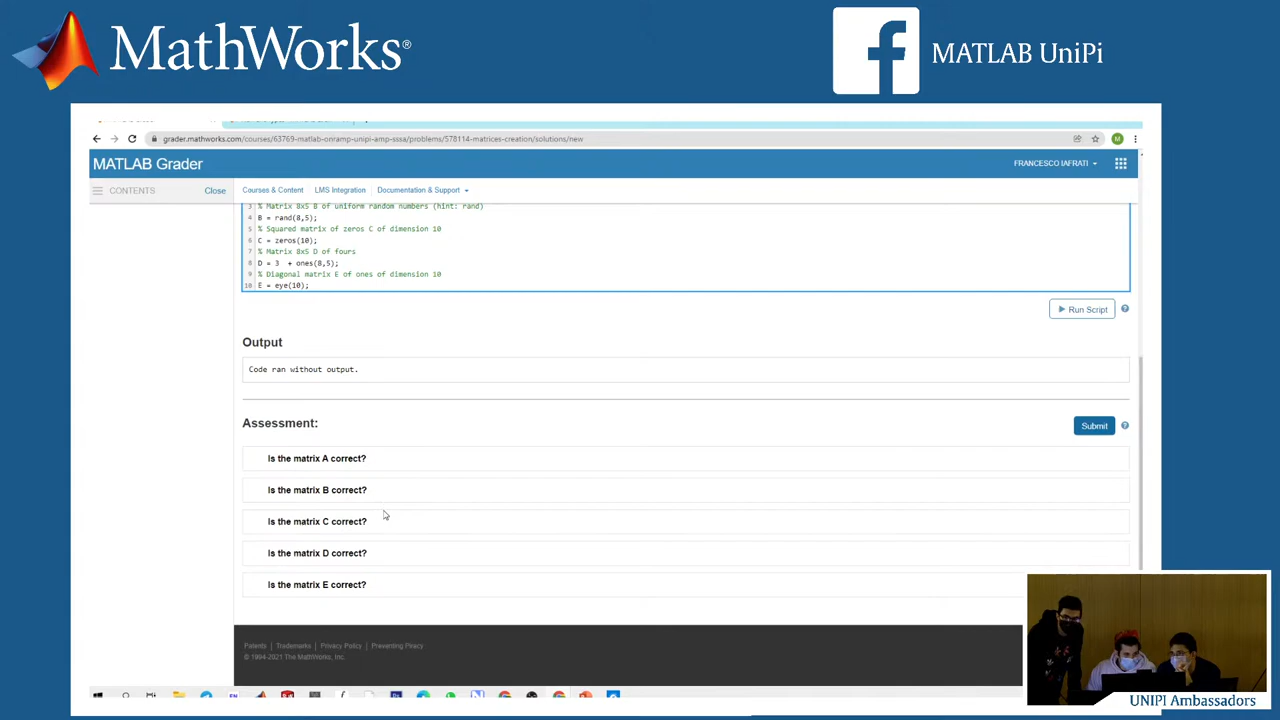 MathWorks®
MATLAB UniPi
grader.mathworks.com/courses/63769-matlab-onramp-unipi-amp-sssa/problems/578114-matrices-creation/solutions/new
M
MATLAB Grader
FRANCESCO IAFRATI
CONTENTS
Close
Courses & Content
LMS Integration
Documentation & Support
3 % Matrix 8x5 B of uniform random numbers (hint: rand)
4 B = rand(8,5);
5 % Squared matrix of zeros C of dimension 10
6 C = zeros(10);
7 % Matrix 8x5 D of fours
8 D = 3 + ones(8,5);
9 % Diagonal matrix E of ones of dimension 10
10 E = eye(10);
Run Script
Output
Code ran without output.
Assessment:
Submit
Is the matrix A correct?
Is the matrix B correct?
Is the matrix C correct?
Is the matrix D correct?
Is the matrix E correct?
Patents | Trademarks | Privacy Policy | Preventing Piracy
© 1994-2021 The MathWorks, Inc.
UNIPI Ambassadors